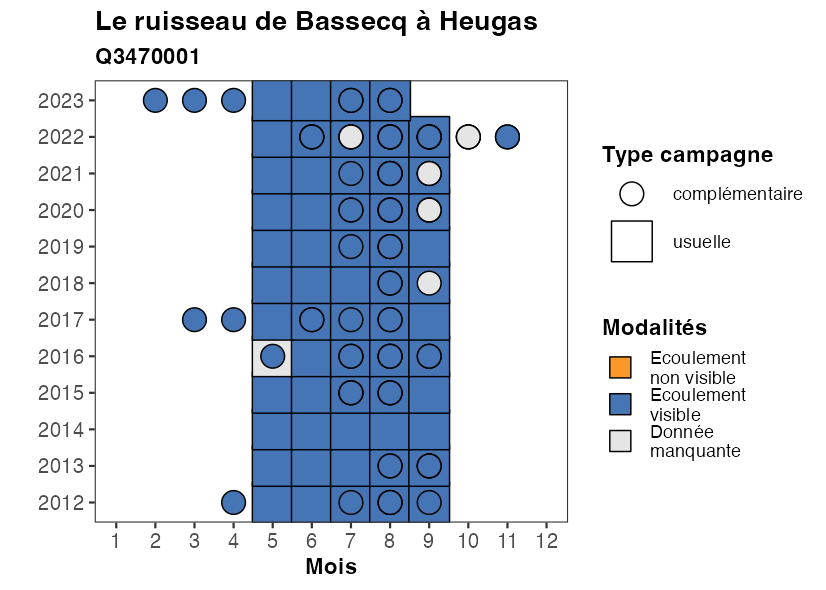 Le ruisseau de Bassecq à Heugas
Q3470001
2023
2022
2021
2020
2019
2018
2017
2016
2015
2014
2013
2012
1 2 3 4 5 6 7 8 9 10 11 12
Mois
Type campagne
complémentaire
usuelle
Modalités
Ecoulement
non visible
Ecoulement
visible
Donnée
manquante